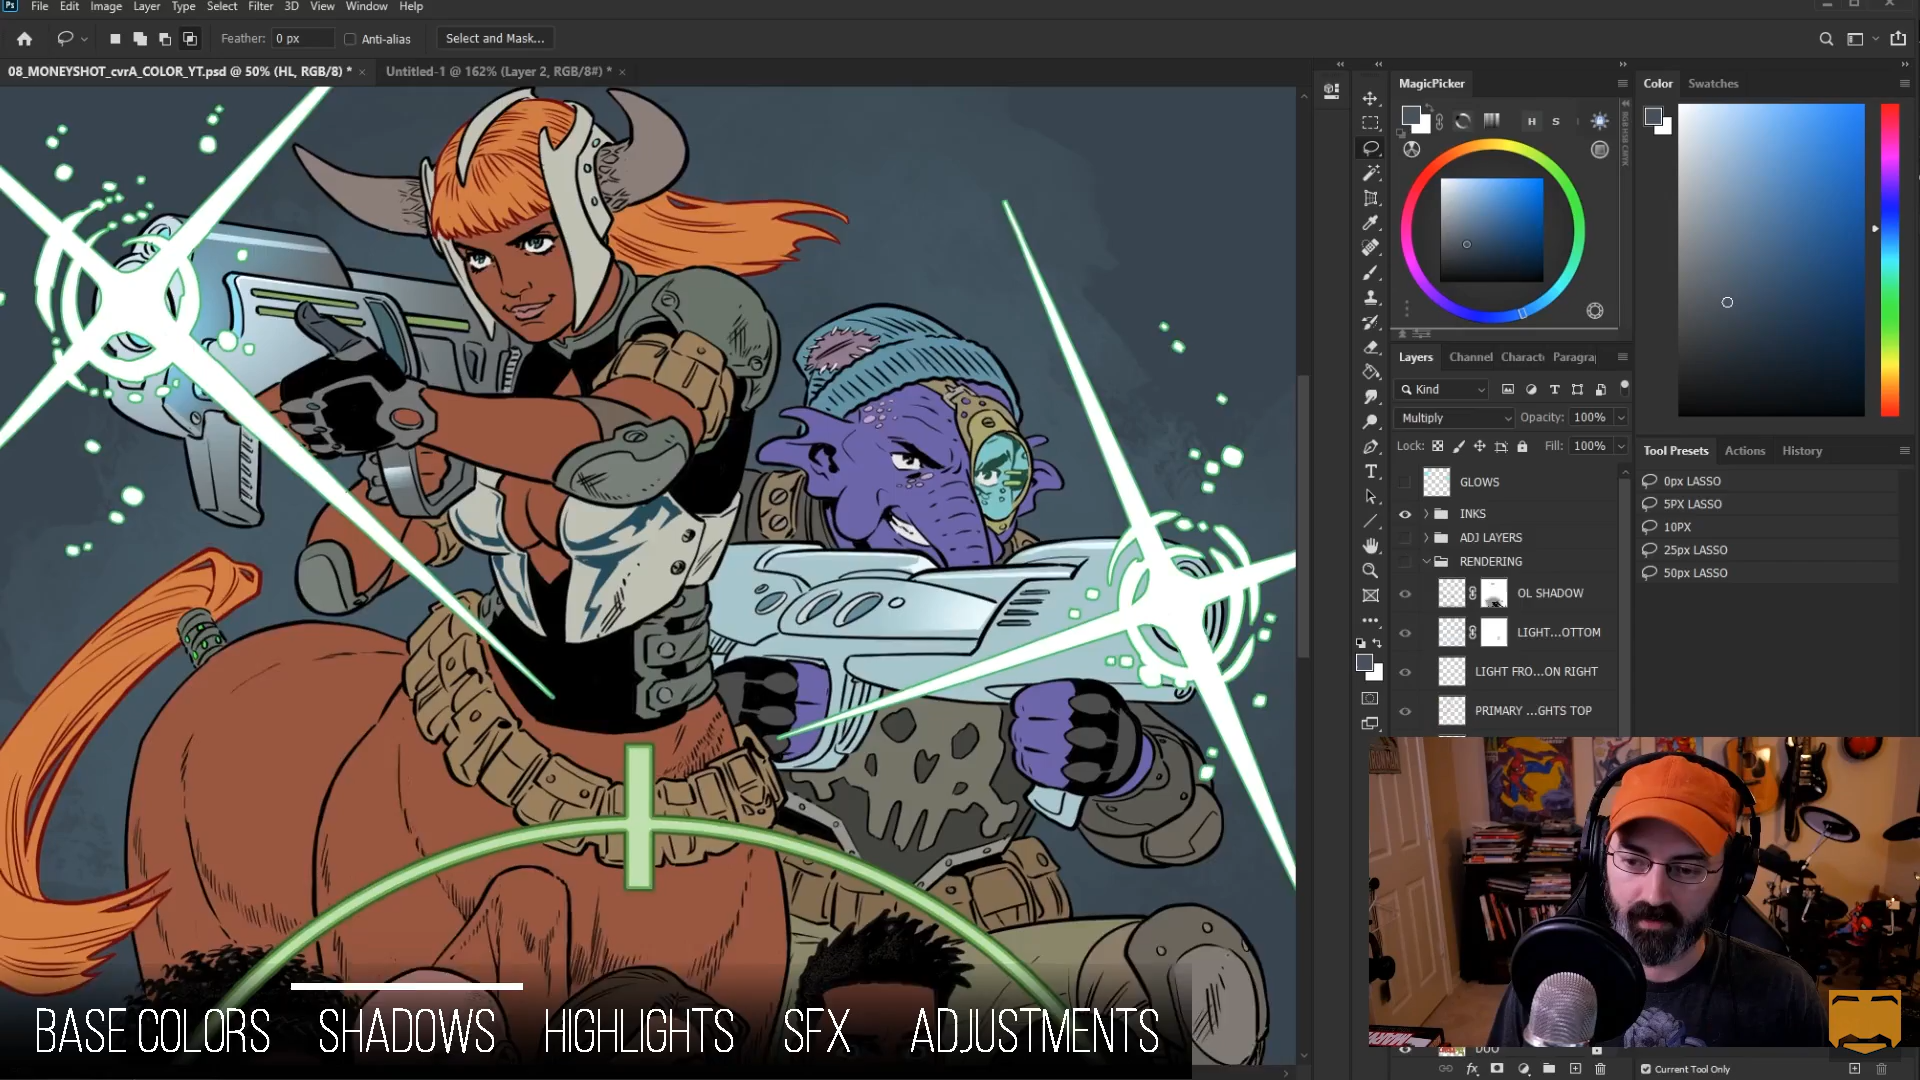 File Edit Image Layer Type Select Filter 3D View Window Help
Feather: 0 px Anti-alias Select and Mask...
08_MONEYSHOT_cvrA_COLOR_YT.psd @ 50% (HL, RGB/8) * × Untitled-1 @ 162% (Layer 2, RGB/8#) * ×
MagicPicker
H S
Color Swatches
Layers Channel Charact Paragra
Kind
Multiply Opacity: 100%
Lock: Fill: 100%
GLOWS
INKS
ADJ LAYERS
RENDERING
OL SHADOW
LIGHT...OTTOM
LIGHT FRO...ON RIGHT
PRIMARY ...GHTS TOP
Tool Presets Actions History
0px LASSO
5PX LASSO
10PX
25px LASSO
50px LASSO
BASE COLORS SHADOWS HIGHLIGHTS SFX ADJUSTMENTS
DUO
Current Tool Only